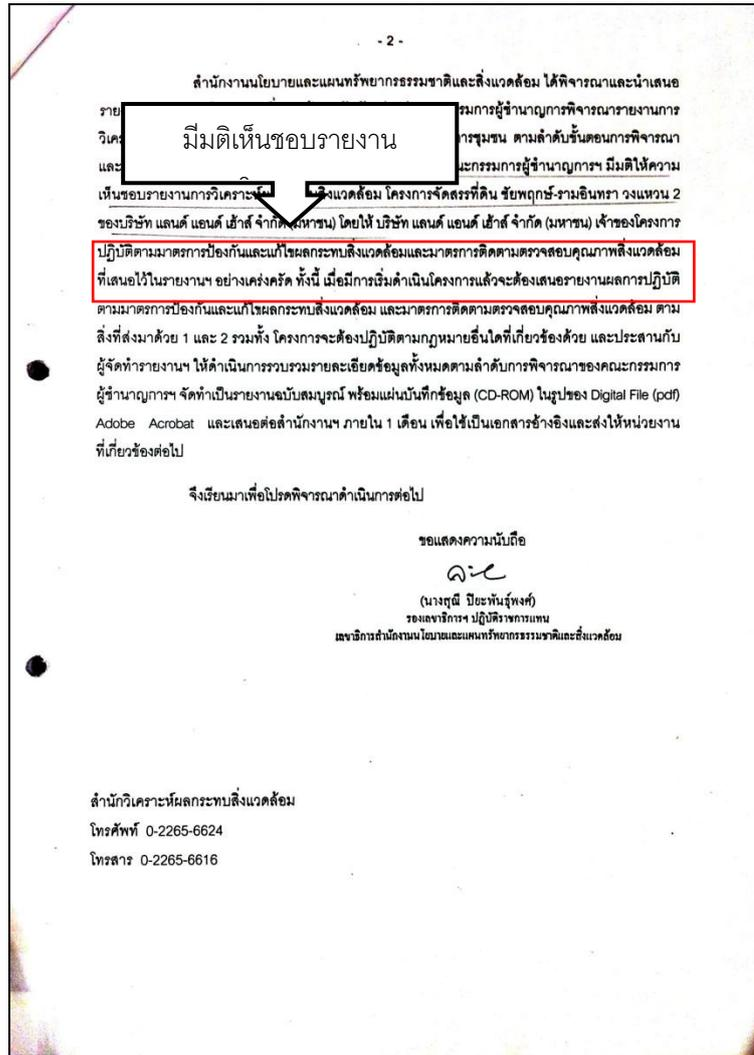 - 2 -
สำนักงานนโยบายและแผนทรัพยากรธรรมชาติและสิ่งแวดล้อม ได้พิจารณาและนำเสนอ
ราย มการผู้ชำนาญการพิจารณารายงานการ
วิเค ารชุมชน ตามลำดับขั้นตอนการพิจารณา
และ ณะกรรมการผู้ชำนาญการฯ มีมติให้ความ
มีมติเห็นชอบรายงาน
เห็นชอบรายงานการวิเคราะห์ สิ่งแวดล้อม โครงการจัดสรรที่ดิน ชัยพฤกษ์-รามอินทรา วงแหวน 2
ของบริษัท แลนด์ แอนด์ เฮ้าส์ จำกัด (มหาชน) โดยให้ บริษัท แลนด์ แอนด์ เฮ้าส์ จำกัด (มหาชน) เจ้าของโครงการ
ปฏิบัติตามมาตรการป้องกันและแก้ไขผลกระทบสิ่งแวดล้อมและมาตรการติดตามตรวจสอบคุณภาพสิ่งแวดล้อม
ที่เสนอไว้ในรายงานฯ อย่างเคร่งครัด ทั้งนี้ เมื่อมีการเริ่มดำเนินโครงการแล้วจะต้องเสนอรายงานผลการปฏิบัติ
ตามมาตรการป้องกันและแก้ไขผลกระทบสิ่งแวดล้อม และมาตรการติดตามตรวจสอบคุณภาพสิ่งแวดล้อม ตาม
สิ่งที่ส่งมาด้วย 1 และ 2 รวมทั้ง โครงการจะต้องปฏิบัติตามกฎหมายอื่นใดที่เกี่ยวข้องด้วย และประสานกับ
ผู้จัดทำรายงานฯ ให้ดำเนินการรวบรวมรายละเอียดข้อมูลทั้งหมดตามลำดับการพิจารณาของคณะกรรมการ
ผู้ชำนาญการฯ จัดทำเป็นรายงานฉบับสมบูรณ์ พร้อมแผ่นบันทึกข้อมูล (CD-ROM) ในรูปของ Digital File (pdf)
Adobe Acrobat และเสนอต่อสำนักงานฯ ภายใน 1 เดือน เพื่อใช้เป็นเอกสารอ้างอิงและส่งให้หน่วยงาน
ที่เกี่ยวข้องต่อไป
จึงเรียนมาเพื่อโปรดพิจารณาดำเนินการต่อไป
ขอแสดงความนับถือ
(นางสุณี ปิยะพันธุ์พงศ์)
รองเลขาธิการฯ ปฏิบัติราชการแทน
เลขาธิการสำนักงานนโยบายและแผนทรัพยากรธรรมชาติและสิ่งแวดล้อม
สำนักวิเคราะห์ผลกระทบสิ่งแวดล้อม
โทรศัพท์ 0-2265-6624
โทรสาร 0-2265-6616